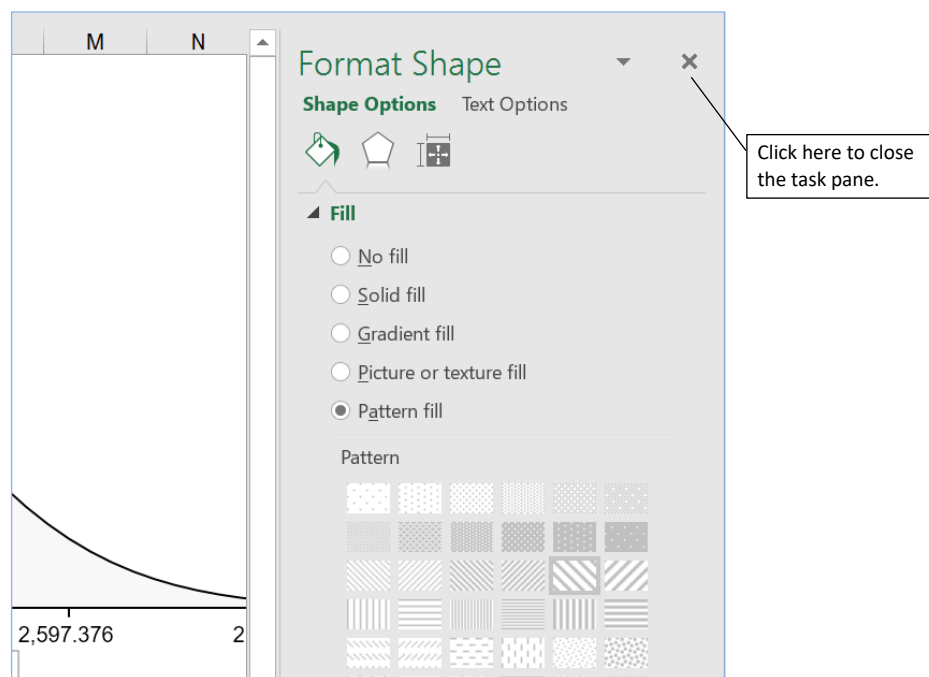 M N
Format Shape
Shape Options Text Options
Click here to close
the task pane.
Fill
No fill
Solid fill
Gradient fill
Picture or texture fill
Pattern fill
Pattern
2,597.376 2